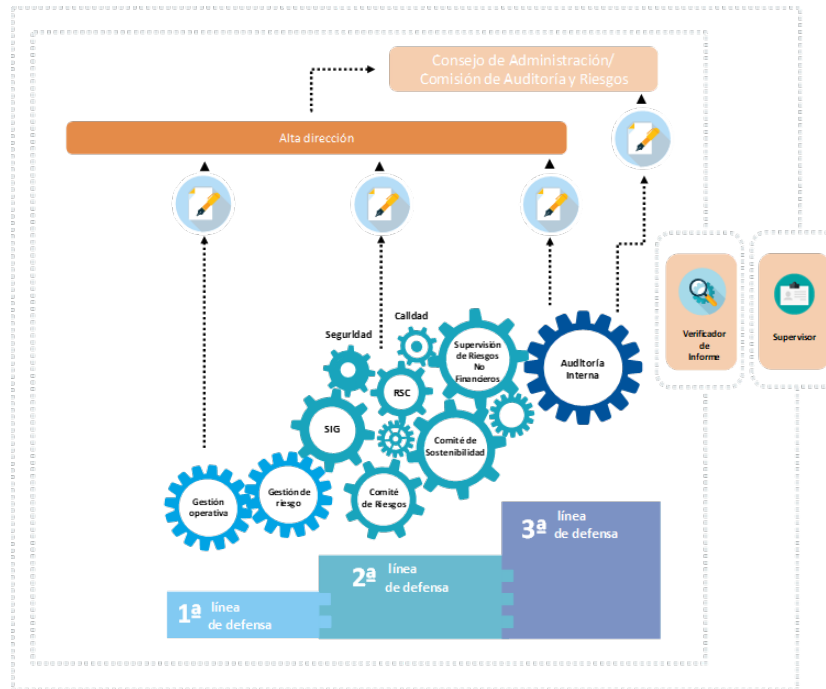 Consejo de Administración/
Comisión de Auditoría y Riesgos
Alta dirección
Calidad
Seguridad
Supervisión
de Riesgos
No
Financieros
Auditoría
Interna
Verificador
de
Informe
Supervisor
RSC
SIG
Comité de
Sostenibilidad
Gestión
operativa
Gestión de
riesgo
Comité
de Riesgos
3ª línea
de defensa
2ª línea
de defensa
1ª línea
de defensa